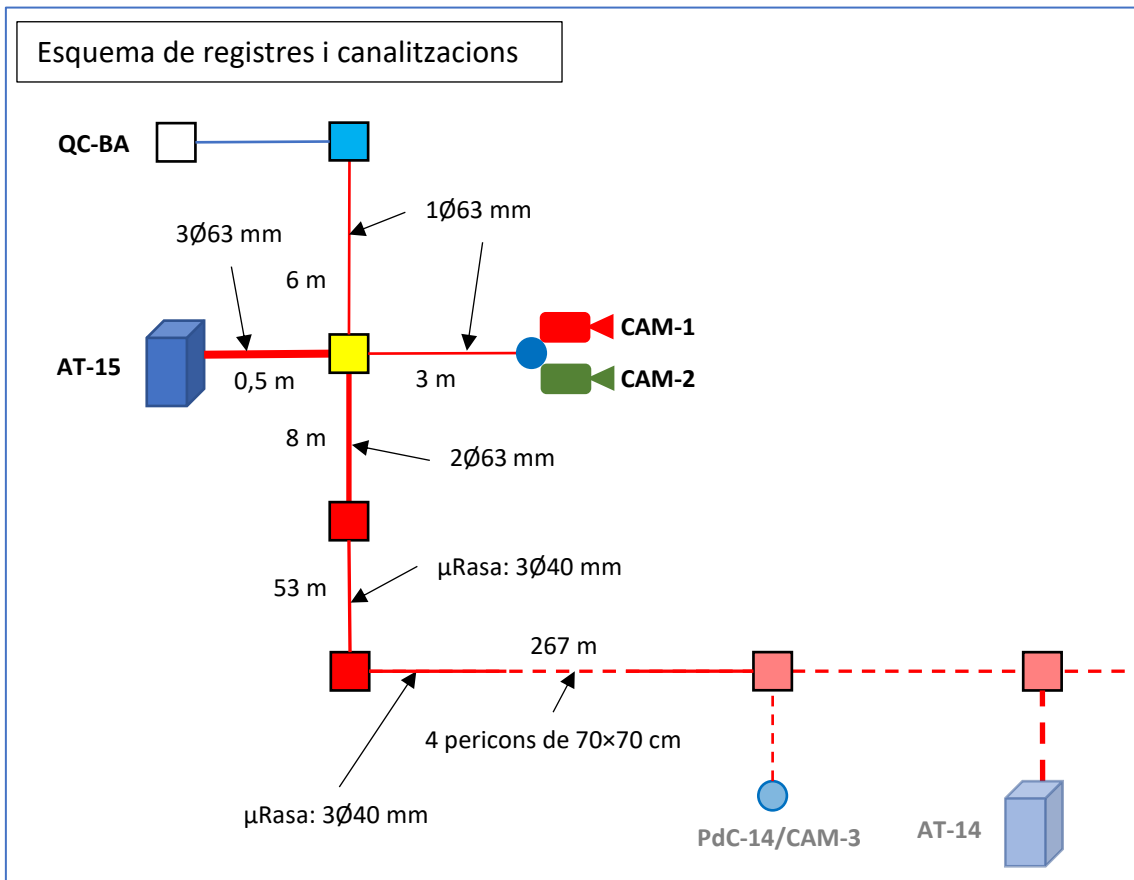 Esquema de registres i canalitzacions
QC-BA
1Ø63 mm
3Ø63 mm
6 m
CAM-1
AT-15
0,5 m
3 m
CAM-2
8 m
2Ø63 mm
µRasa: 3Ø40 mm
53 m
267 m
4 pericons de 70×70 cm
µRasa: 3Ø40 mm
PdC-14/CAM-3
AT-14